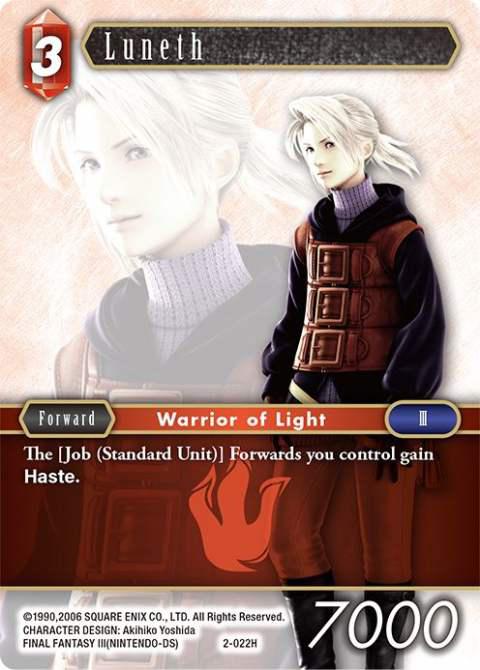 3
Luneth
Forward
Warrior of Light
III
The [Job (Standard Unit)] Forwards you control gain
Haste.
©1990,2006 SQUARE ENIX CO., LTD. All Rights Reserved.
CHARACTER DESIGN: Akihiko Yoshida
FINAL FANTASY III(NINTENDO-DS)
2-022H
7000